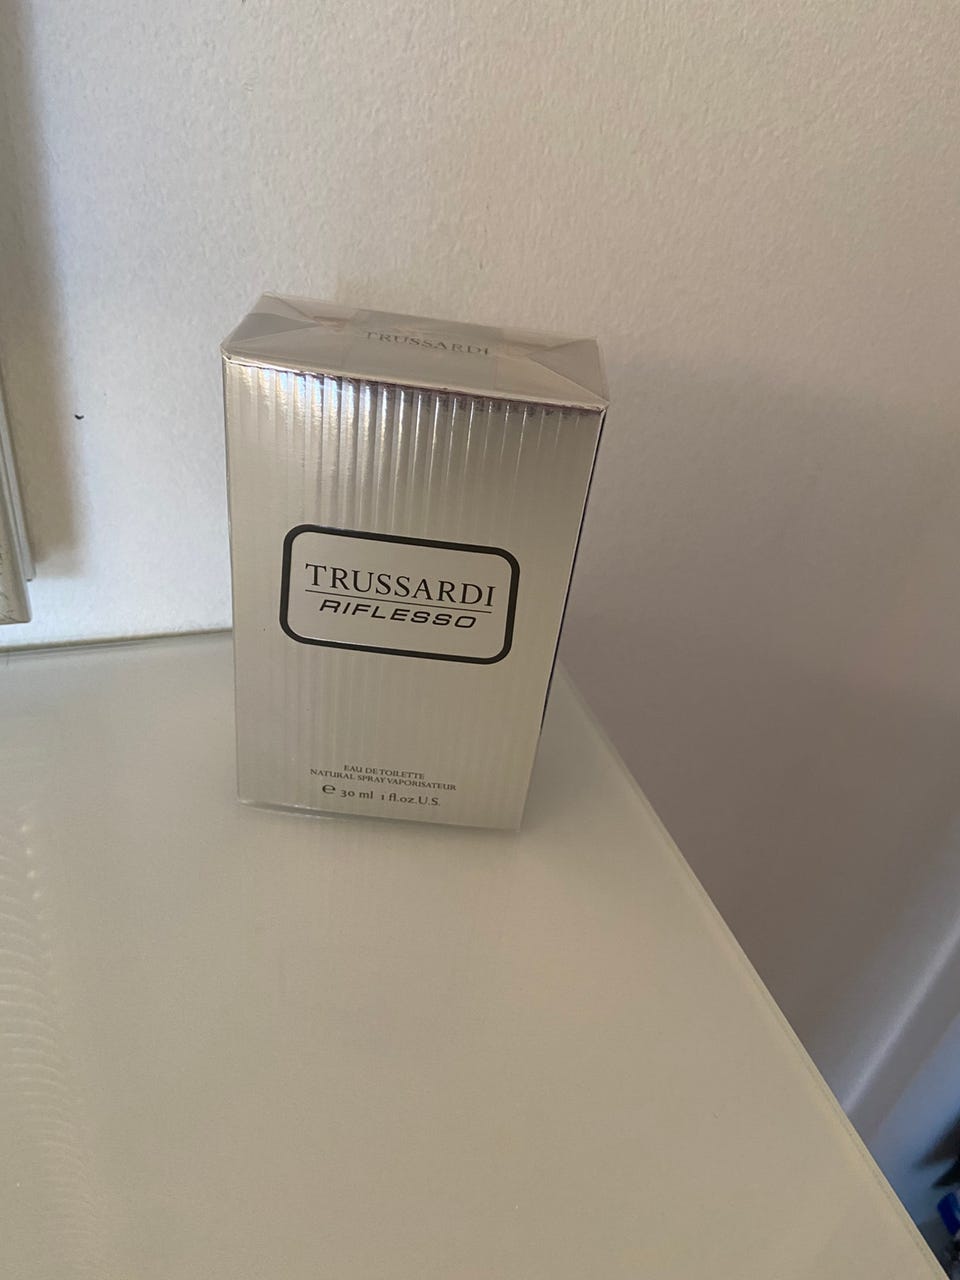 TRUSSARDI
TRUSSARDI
RIFLESSO
EAU DE TOILETTE
NATURAL SPRAY VAPORISATEUR
℮ 30 ml 1 fl.oz.U.S.